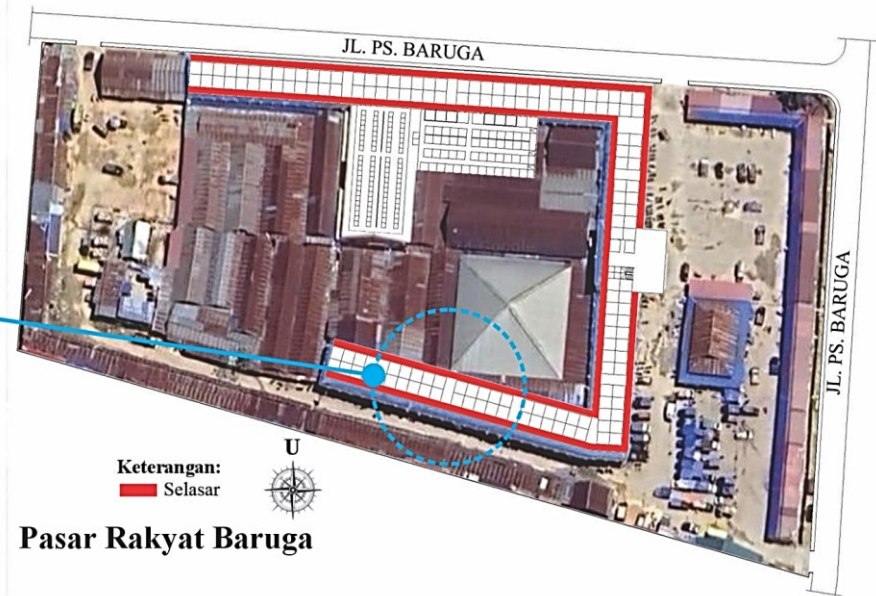 JL. PS. BARUGA
JL. PS. BARUGA
U
Keterangan:
Selasar
Pasar Rakyat Baruga